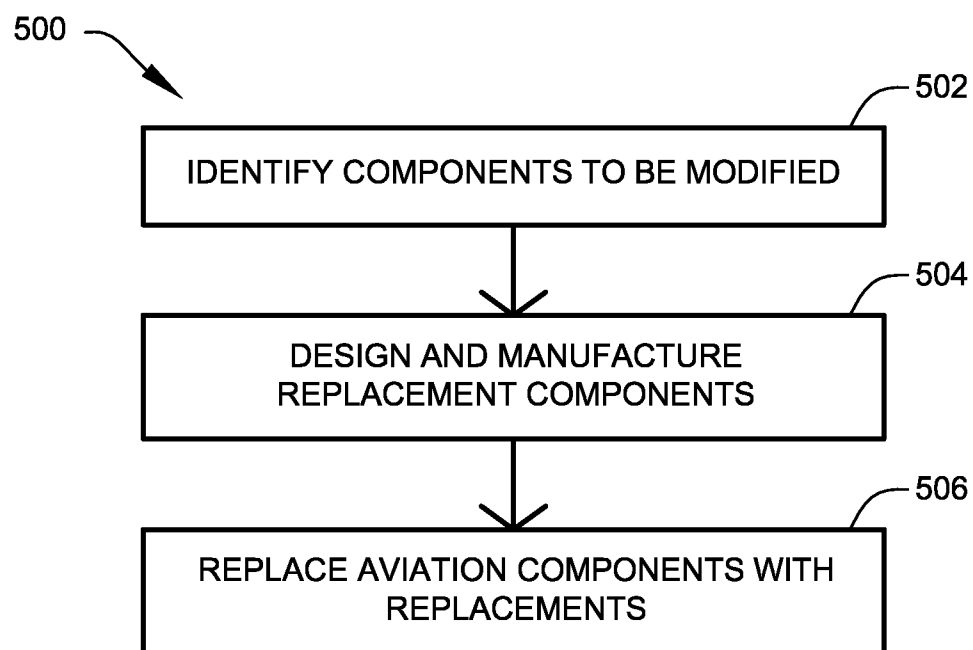 500
502
IDENTIFY COMPONENTS TO BE MODIFIED
504
DESIGN AND MANUFACTURE
REPLACEMENT COMPONENTS
506
REPLACE AVIATION COMPONENTS WITH
REPLACEMENTS